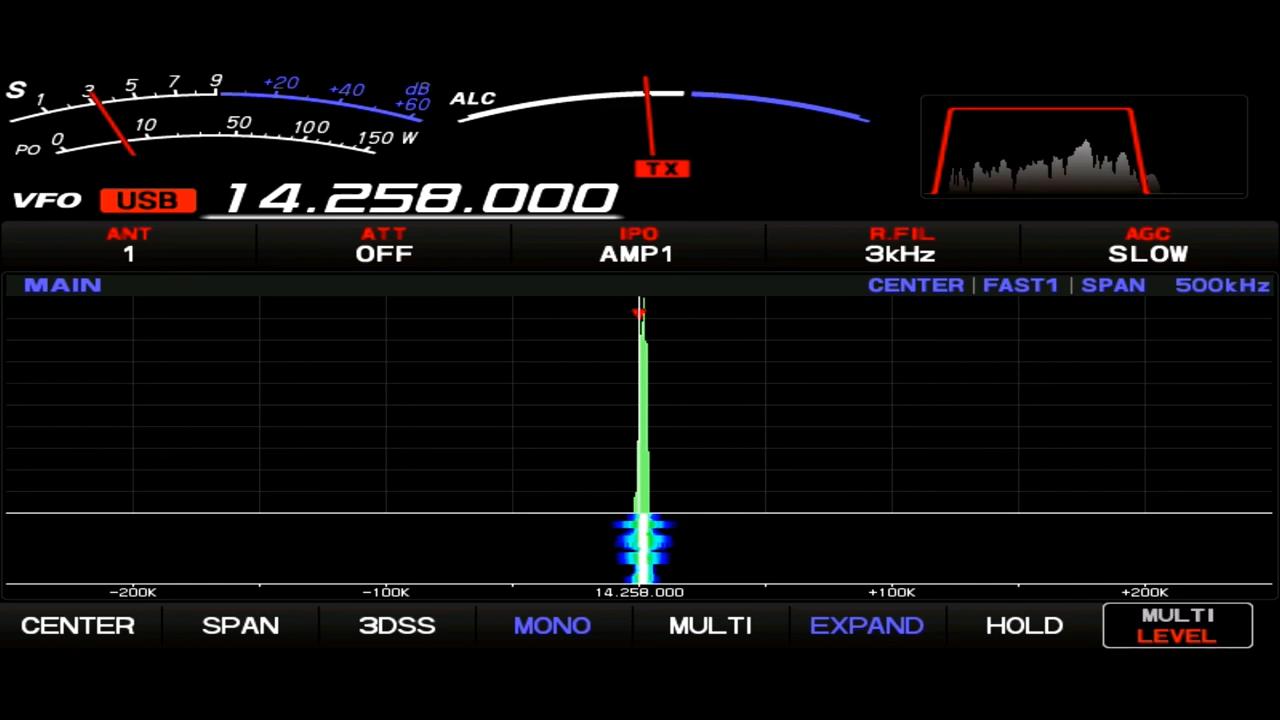 S 1 3 5 7 9 +20 +40 dB +60
PO 0 10 50 100 150 W
ALC
TX
VFO USB 14.258.000
ANT ATT IPO R.FIL AGC
1 OFF AMP1 3kHz SLOW
MAIN CENTER | FAST1 | SPAN 500kHz
-200K -100K 14.258.000 +100K +200K
CENTER SPAN 3DSS MONO MULTI EXPAND HOLD MULTI
LEVEL